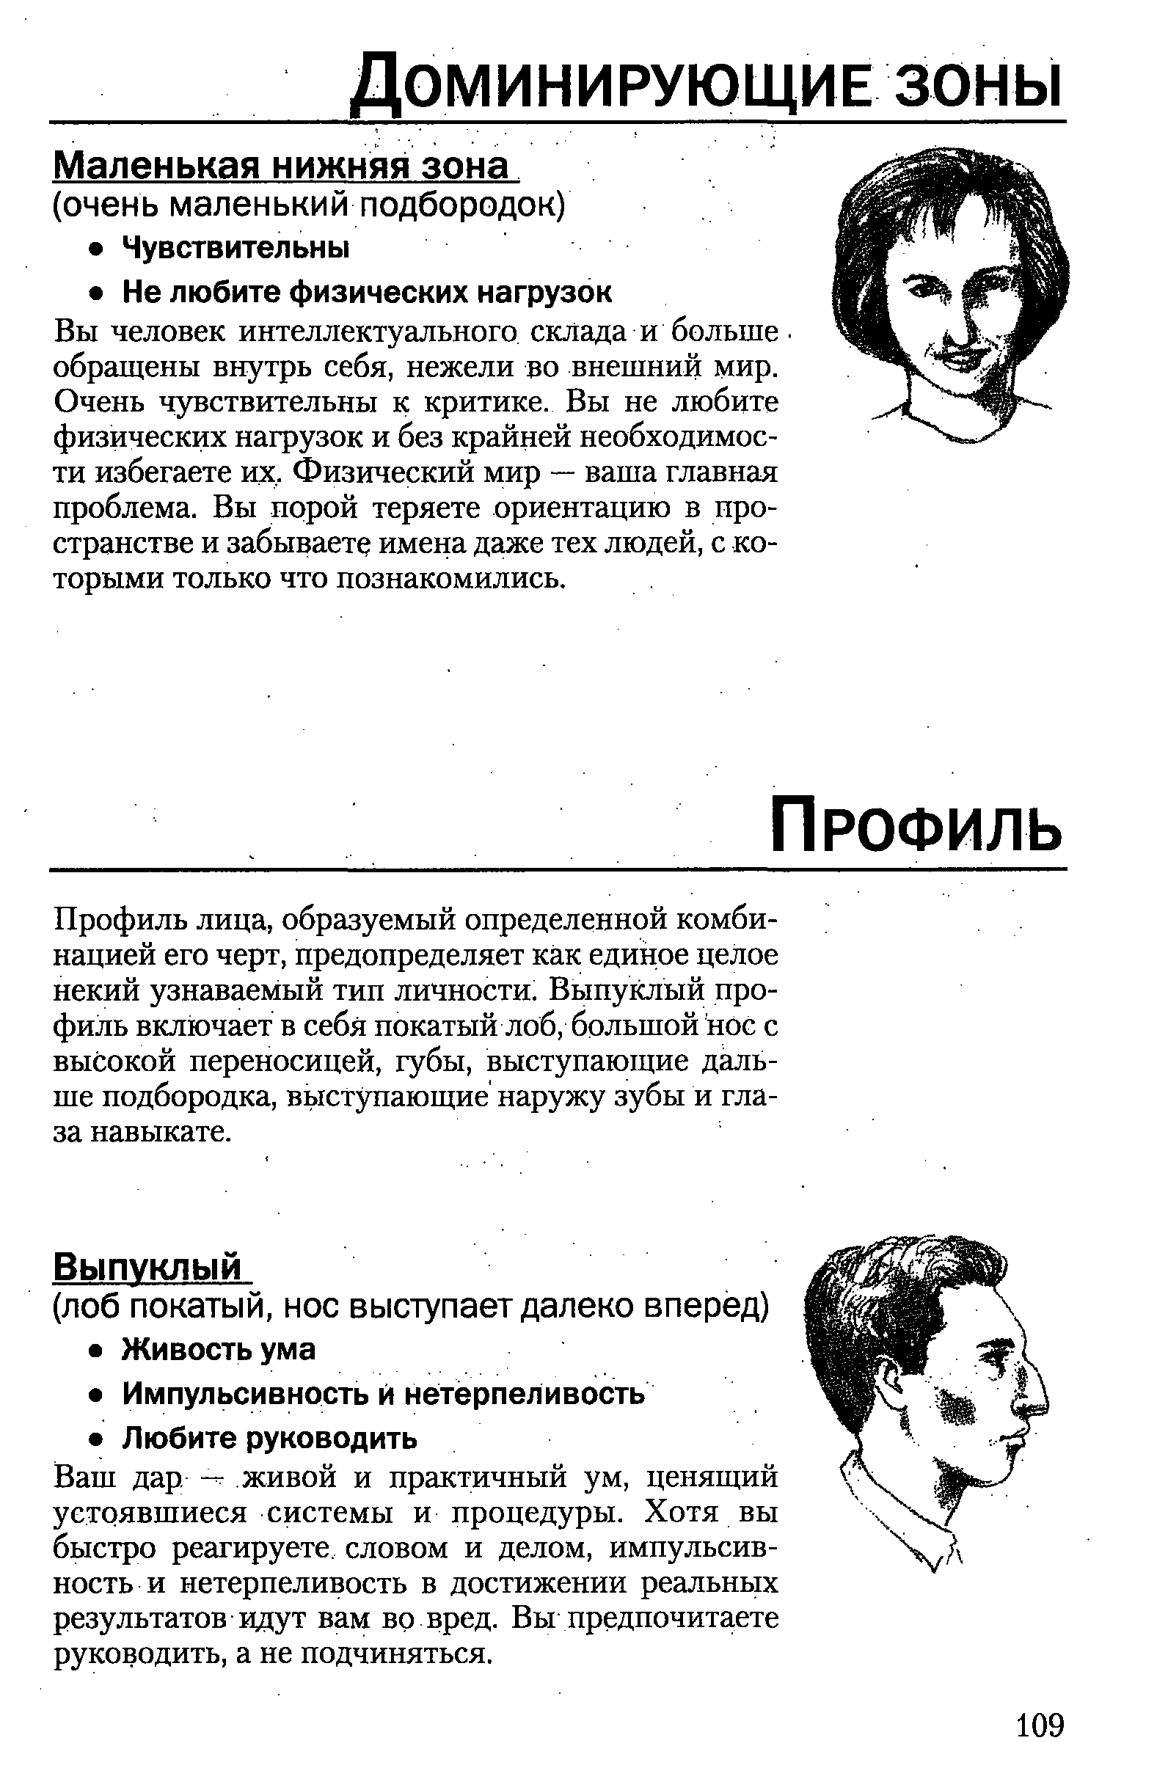 Доминирующие зоны
Маленькая нижняя зона
(очень маленький подбородок)
• Чувствительны
• Не любите физических нагрузок
Вы человек интеллектуального склада и больше
обращены внутрь себя, нежели во внешний мир.
Очень чувствительны к критике. Вы не любите
физических нагрузок и без крайней необходимос-
ти избегаете их. Физический мир — ваша главная
проблема. Вы порой теряете ориентацию в про-
странстве и забываете имена даже тех людей, с ко-
торыми только что познакомились.
Профиль
Профиль лица, образуемый определенной комби-
нацией его черт, предопределяет как единое целое
некий узнаваемый тип личности. Выпуклый про-
филь включает в себя покатый лоб, большой нос с
высокой переносицей, губы, выступающие даль-
ше подбородка, выступающие наружу зубы и гла-
за навыкате.
Выпуклый
(лоб покатый, нос выступает далеко вперед)
• Живость ума
• Импульсивность и нетерпеливость
• Любите руководить
Ваш дар — живой и практичный ум, ценящий
устоявшиеся системы и процедуры. Хотя вы
быстро реагируете словом и делом, импульсив-
ность и нетерпеливость в достижении реальных
результатов идут вам во вред. Вы предпочитаете
руководить, а не подчиняться.
109